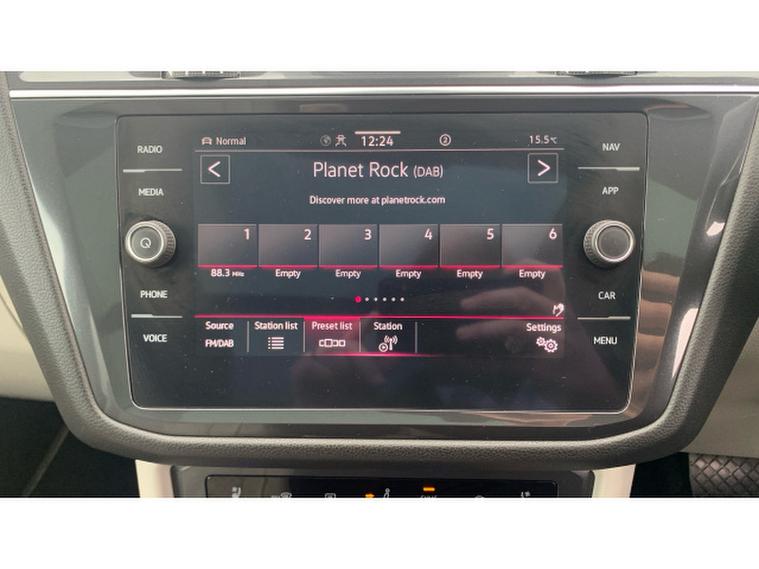 RADIO
MEDIA
PHONE
VOICE
Normal 12:24 2 15.5°C
< Planet Rock (DAB) >
Discover more at planetrock.com
1 2 3 4 5 6
88.3 MHz Empty Empty Empty Empty Empty
Source Station list Preset list Station Settings
FM/DAB
NAV
APP
CAR
MENU